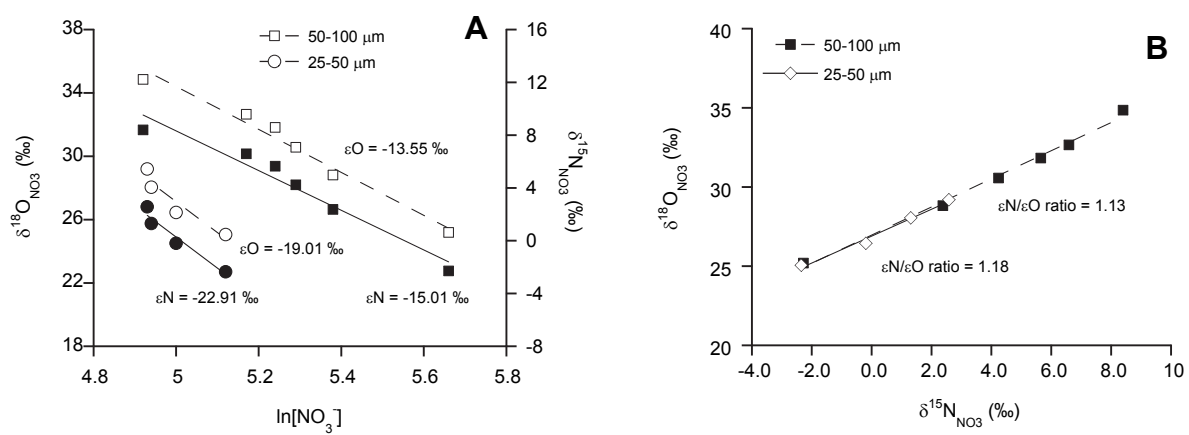 A
50-100 μm
25-50 μm
38
34
30
26
22
18
δ18ONO3 (‰)
16
12
8
4
0
-4
-8
δ15NNO3 (‰)
εO = -13.55 ‰
εO = -19.01 ‰
εN = -22.91 ‰
εN = -15.01 ‰
4.8 5 5.2 5.4 5.6 5.8
ln[NO3-]
B
50-100 μm
25-50 μm
40
35
30
25
20
δ18ONO3 (‰)
εN/εO ratio = 1.13
εN/εO ratio = 1.18
-4.0 -2.0 0.0 2.0 4.0 6.0 8.0 10
δ15NNO3 (‰)